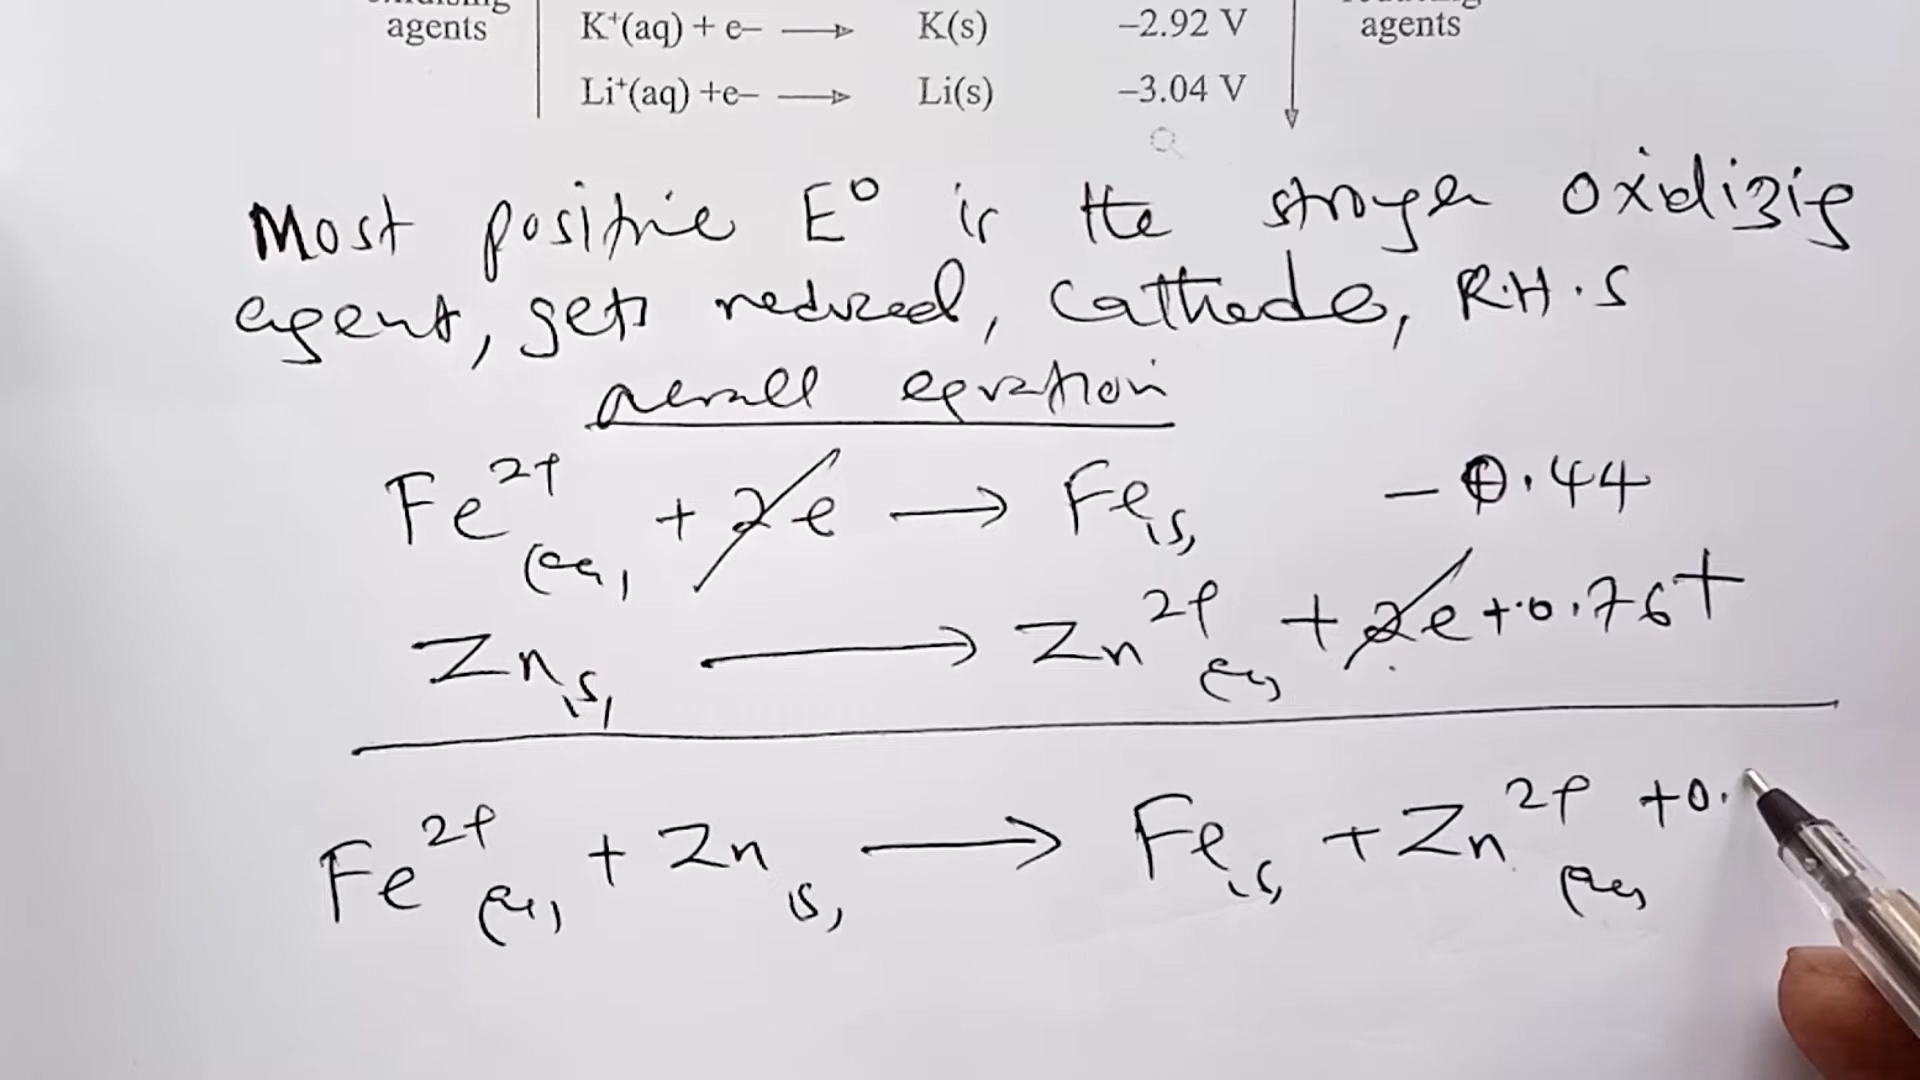 agents K⁺(aq) + e– → K(s) –2.92 V agents
Li⁺(aq) +e– → Li(s) –3.04 V
Most positive E⁰ is the stronger oxidizing
agent, gets reduced, Cathode, R.H.S
overall equation
Fe²⁺(aq) + 2e → Fe(s) – 0.44
Zn(s) → Zn²⁺(aq) + 2e +0.76 +
Fe²⁺(aq) + Zn(s) → Fe(s) + Zn²⁺(aq) +0.